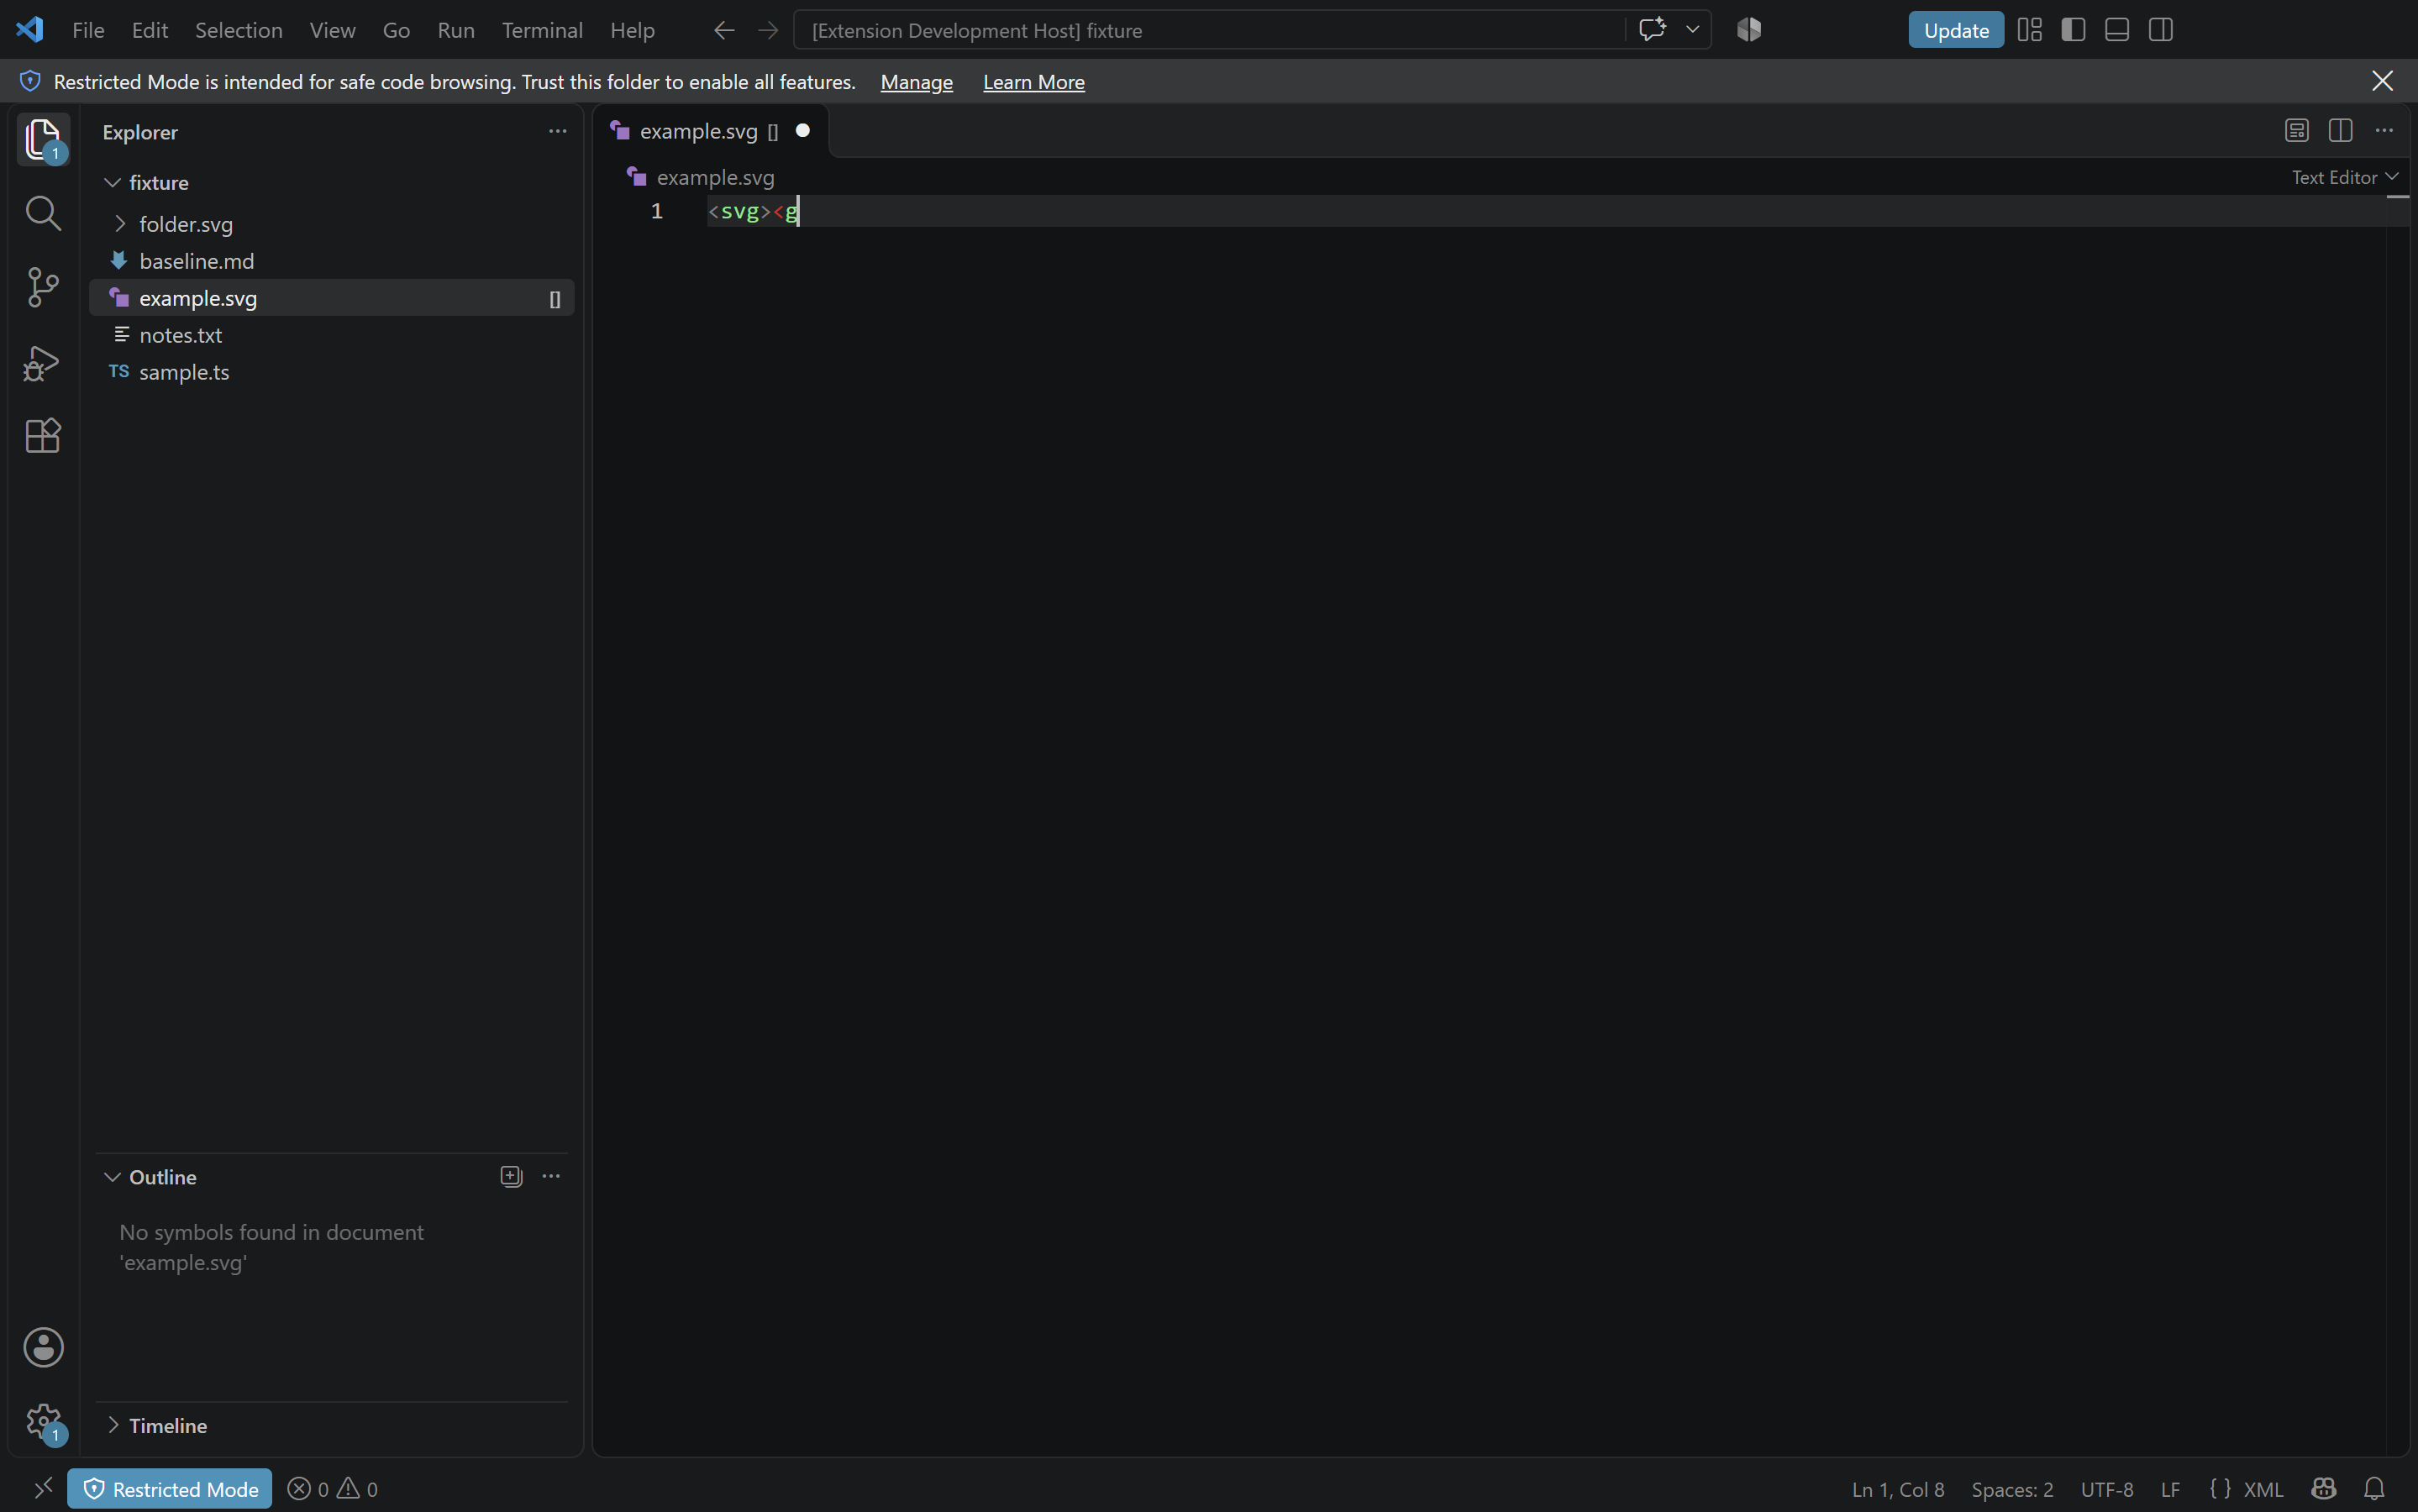 File Edit Selection View Go Run Terminal Help [Extension Development Host] fixture Update
Restricted Mode is intended for safe code browsing. Trust this folder to enable all features. Manage Learn More
1
Explorer
fixture
folder.svg
baseline.md
example.svg []
notes.txt
TS sample.ts
Outline
No symbols found in document
'example.svg'
Timeline
1
example.svg []
example.svg Text Editor
1 <svg><g
Restricted Mode 0 0 Ln 1, Col 8 Spaces: 2 UTF-8 LF {} XML